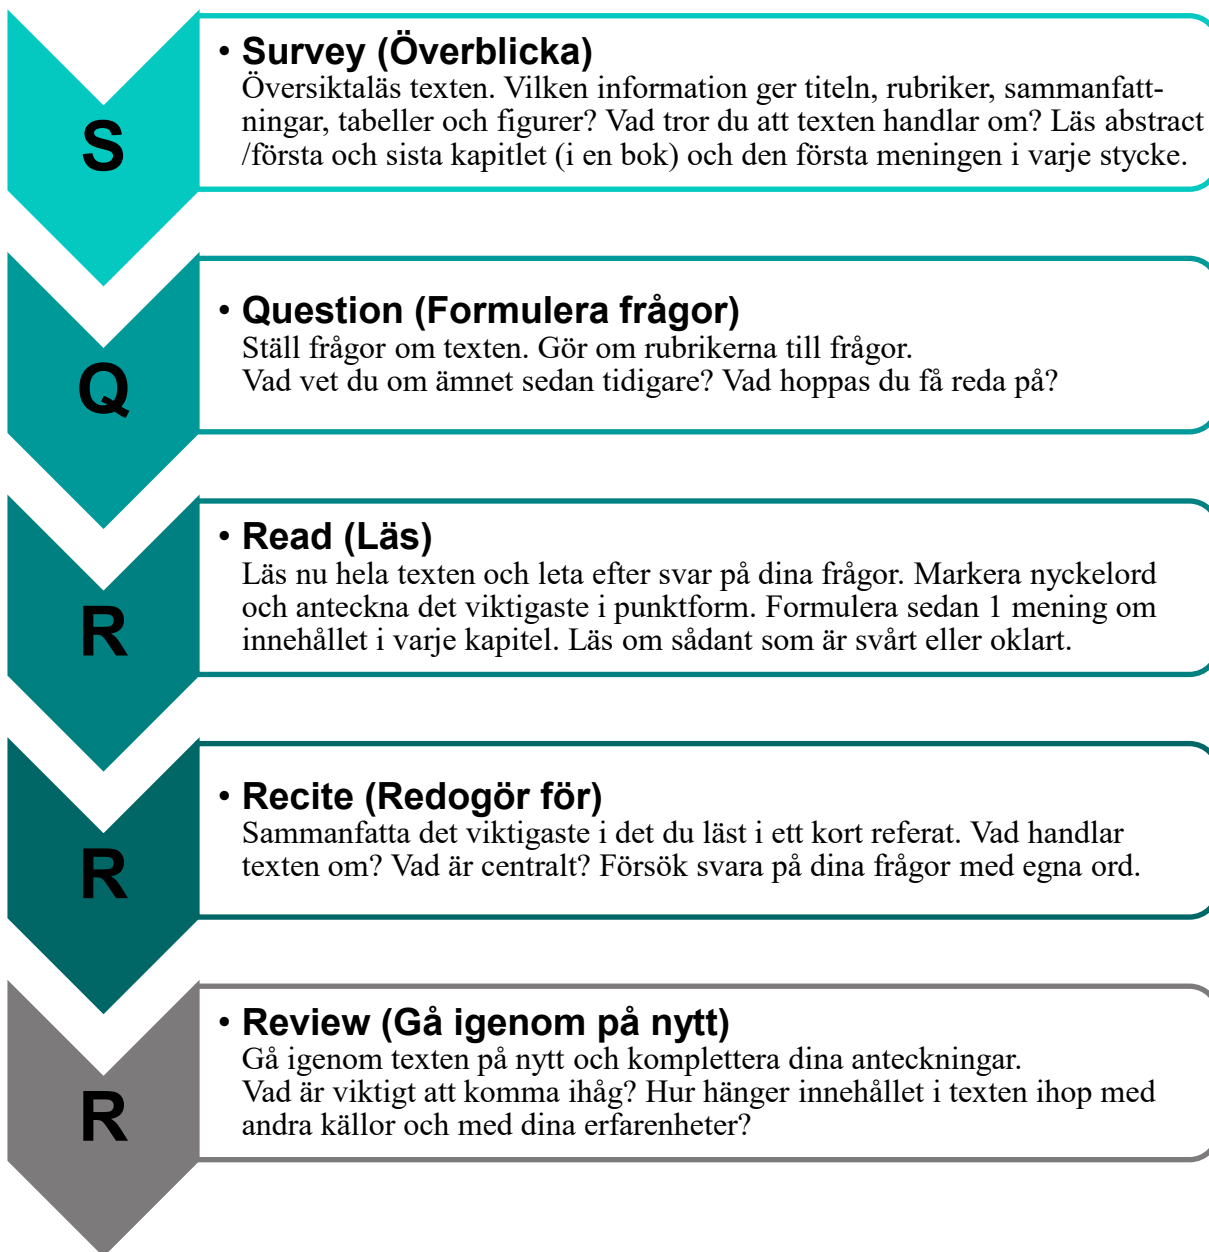 S
• Survey (Överblicka)
Översiktaläs texten. Vilken information ger titeln, rubriker, sammanfatt-
ningar, tabeller och figurer? Vad tror du att texten handlar om? Läs abstract
/första och sista kapitlet (i en bok) och den första meningen i varje stycke.
Q
• Question (Formulera frågor)
Ställ frågor om texten. Gör om rubrikerna till frågor.
Vad vet du om ämnet sedan tidigare? Vad hoppas du få reda på?
R
• Read (Läs)
Läs nu hela texten och leta efter svar på dina frågor. Markera nyckelord
och anteckna det viktigaste i punktform. Formulera sedan 1 mening om
innehållet i varje kapitel. Läs om sådant som är svårt eller oklart.
R
• Recite (Redogör för)
Sammanfatta det viktigaste i det du läst i ett kort referat. Vad handlar
texten om? Vad är centralt? Försök svara på dina frågor med egna ord.
R
• Review (Gå igenom på nytt)
Gå igenom texten på nytt och komplettera dina anteckningar.
Vad är viktigt att komma ihåg? Hur hänger innehållet i texten ihop med
andra källor och med dina erfarenheter?